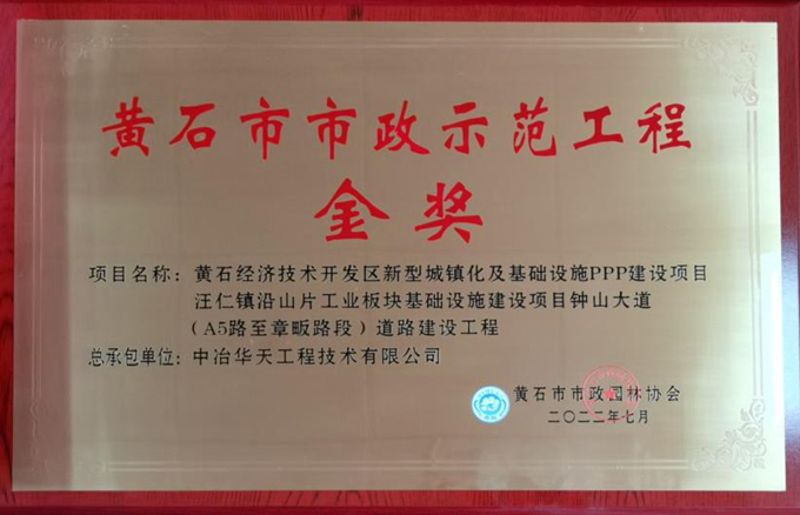 黄石市市政示范工程
金奖
项目名称：黄石经济技术开发区新型城镇化及基础设施PPP建设项目
汪仁镇沿山片工业板块基础设施建设项目钟山大道
（A5路至章畈路段）道路建设工程
总承包单位：中冶华天工程技术有限公司
黄石市市政园林协会
二〇二二年七月